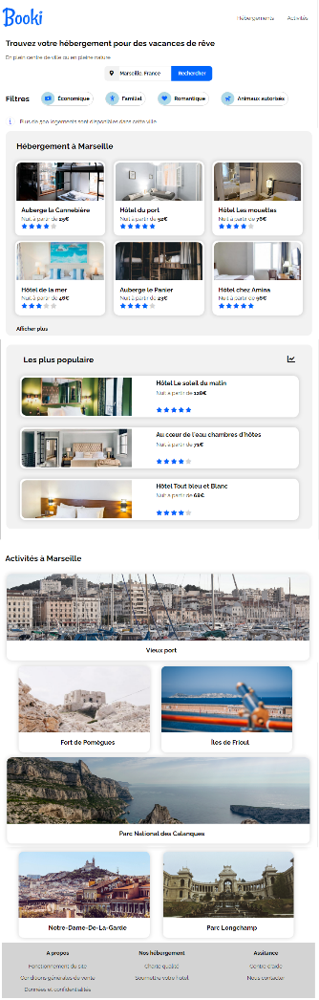 Booki
Hébergements Activités
Trouvez votre hébergement pour des vacances de rêve
En plein centre de ville ou en pleine nature
Marseille, France Rechercher
Filtres Économique Familial Romantique Animaux autorisés
Plus de 500 logements sont disponibles dans cette ville
Hébergement à Marseille
Auberge la Cannebière Hôtel du port Hôtel Les mouettes
Nuit à partir de 25€ Nuit à partir de 52€ Nuit à partir de 76€
Hôtel de la mer Auberge le Panier Hôtel chez Amina
Nuit à partir de 46€ Nuit à partir de 23€ Nuit à partir de 96€
Afficher plus
Les plus populaire
Hôtel Le soleil du matin
Nuit à partir de 128€
Au cœur de l'eau chambres d'hôtes
Nuit à partir de 71€
Hôtel Tout bleu et Blanc
Nuit à partir de 68€
Activités à Marseille
Vieux port
Fort de Pomègues Îles de Frioul
Parc National des Calanques
Notre-Dame-De-La-Garde Parc Longchamp
A propos Nos hébergement Assitance
Fonctionnement du site Charte qualité Centre d'aide
Conditions générales de vente Soumettre votre hôtel Nous contacter
Données et confidentialités